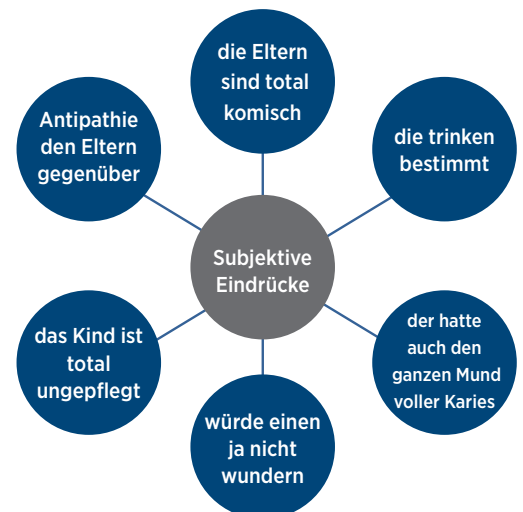 die Eltern
sind total
komisch
Antipathie
den Eltern
gegenüber
die trinken
bestimmt
Subjektive
Eindrücke
das Kind ist
total
ungepflegt
der hatte
auch den
ganzen Mund
voller Karies
würde einen
ja nicht
wundern